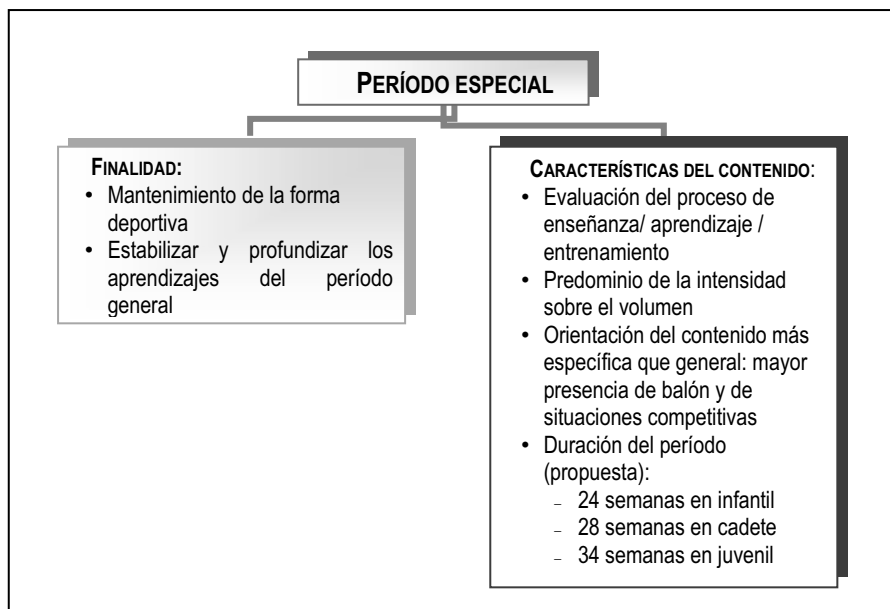 PERÍODO ESPECIAL
FINALIDAD:
• Mantenimiento de la forma
deportiva
• Estabilizar y profundizar los
aprendizajes del período
general
CARACTERÍSTICAS DEL CONTENIDO:
• Evaluación del proceso de
enseñanza/ aprendizaje /
entrenamiento
• Predominio de la intensidad
sobre el volumen
• Orientación del contenido más
específica que general: mayor
presencia de balón y de
situaciones competitivas
• Duración del período
(propuesta):
– 24 semanas en infantil
– 28 semanas en cadete
– 34 semanas en juvenil